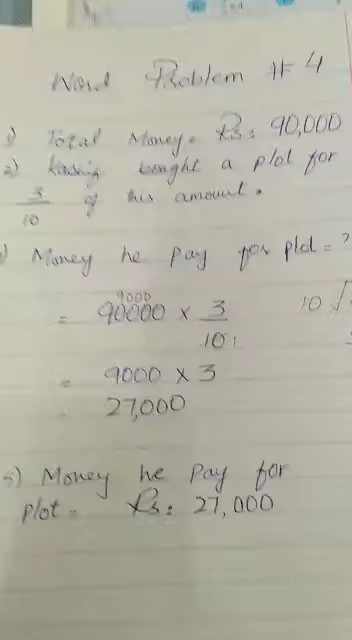 Word Problem # 4
1) Total Money = Rs: 90,000
2) bought a plot for
3/10 of this amount.
) Money he pay for plot = ?
9000
= 90000 × 3/10 1
10 √
= 9000 × 3
27,000
5) Money he pay for
plot = Rs: 27,000